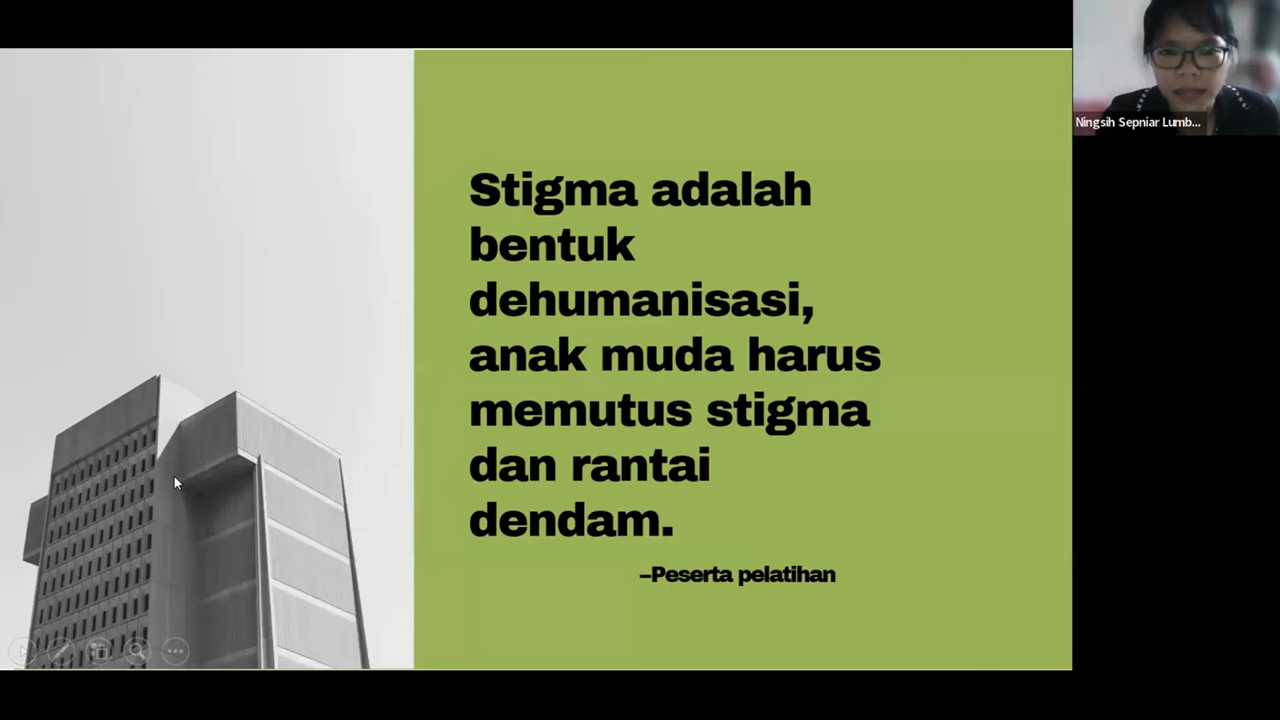 Stigma adalah
bentuk
dehumanisasi,
anak muda harus
memutus stigma
dan rantai
dendam.
–Peserta pelatihan
Ningsih Sepniar Lumb...